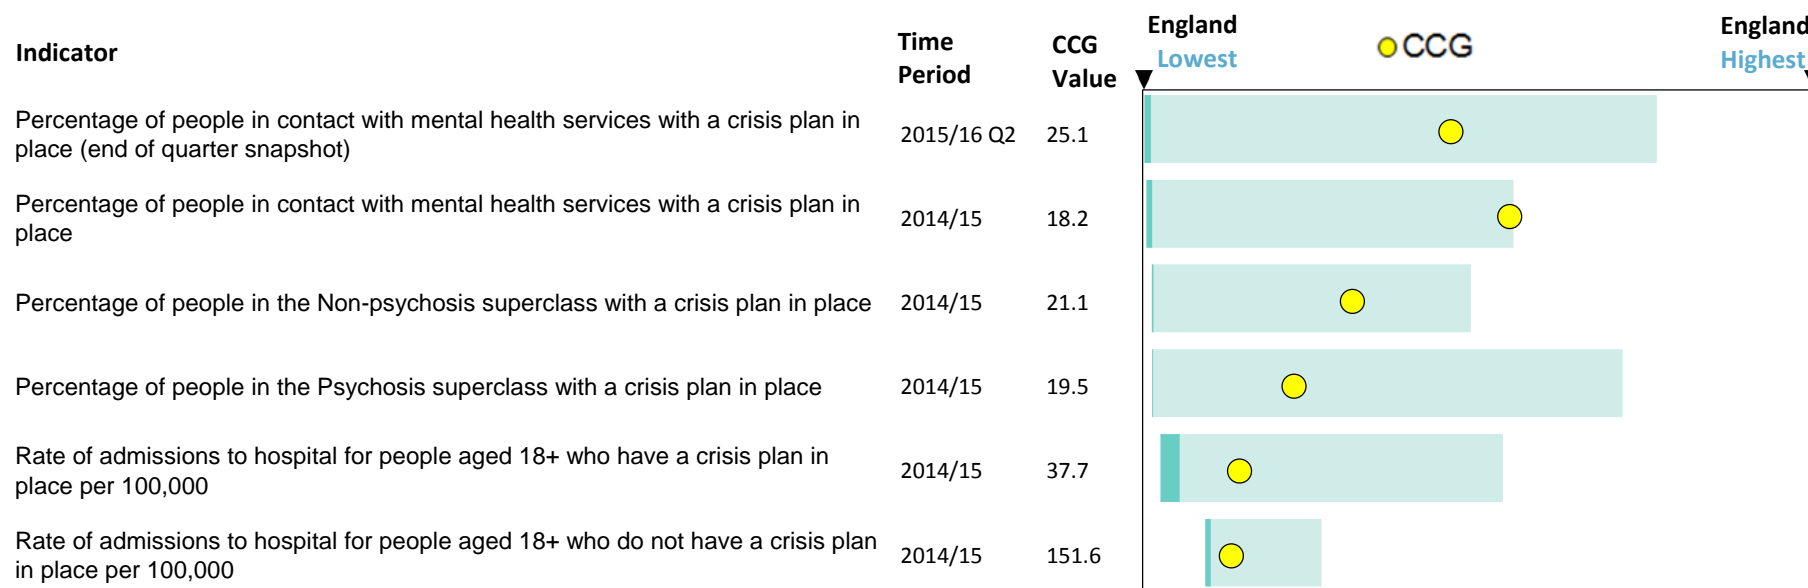 Indicator
Time
Period
CCG
Value
England
Lowest
CCG
England
Highest
Percentage of people in contact with mental health services with a crisis plan in
place (end of quarter snapshot)
2015/16 Q2
25.1
Percentage of people in contact with mental health services with a crisis plan in
place
2014/15
18.2
Percentage of people in the Non-psychosis superclass with a crisis plan in place
2014/15
21.1
Percentage of people in the Psychosis superclass with a crisis plan in place
2014/15
19.5
Rate of admissions to hospital for people aged 18+ who have a crisis plan in
place per 100,000
2014/15
37.7
Rate of admissions to hospital for people aged 18+ who do not have a crisis plan
in place per 100,000
2014/15
151.6